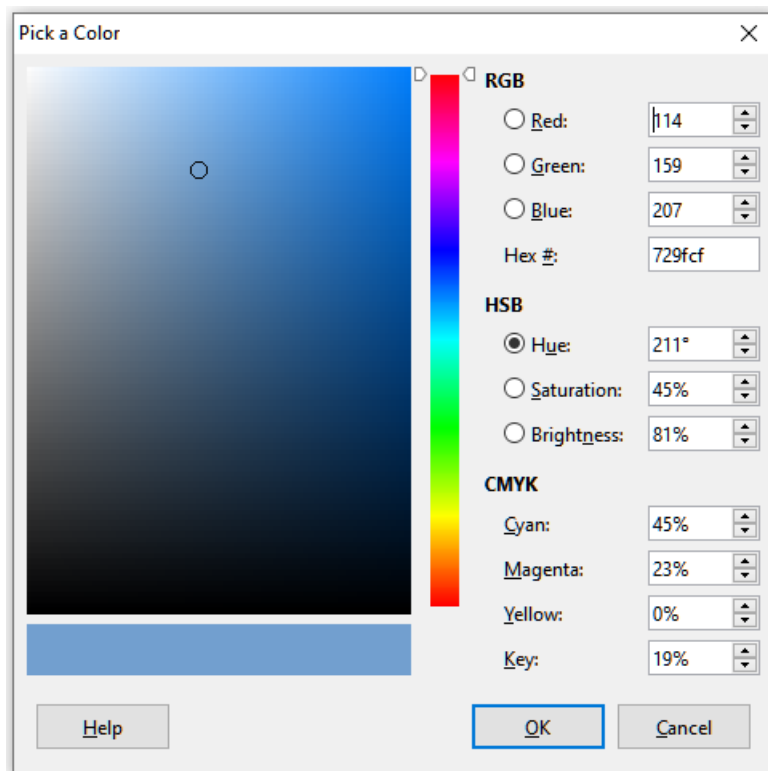 Pick a Color
RGB
Red: 114
Green: 159
Blue: 207
Hex #: 729fcf
HSB
Hue: 211°
Saturation: 45%
Brightness: 81%
CMYK
Cyan: 45%
Magenta: 23%
Yellow: 0%
Key: 19%
Help OK Cancel